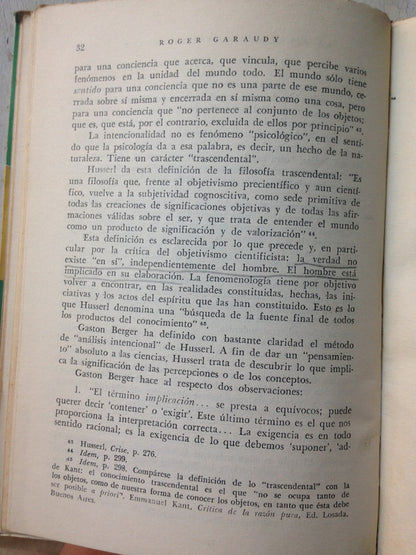 32
ROGER GARAUDY
para una conciencia que acerca, que vincula, que percibe varios
fenómenos en la unidad del mundo todo. El mundo sólo tiene
sentido para una conciencia que no es una parte de ese mundo, ce-
rrada sobre sí misma y encerrada en sí misma como una cosa, pero
para una conciencia que "no pertenece al conjunto de los objetos;
que es, que está, por el contrario, excluida de ellos por principio" 43.
La intencionalidad no es fenómeno "psicológico", en el senti-
do que la psicología da a esa palabra, es decir, un hecho de la na-
turaleza. Tiene un carácter "trascendental".
Husserl da esta definición de la filosofía trascendental: "Es
una filosofía que, frente al objetivismo precientífico y aun cientí-
fico, vuelve a la subjetividad cognoscitiva, como sede primitiva de
todas las creaciones de significaciones objetivas y de todas las afir-
maciones válidas sobre el ser, y que trata de entender el mundo
como un producto de significación y de valorización" 44.
Esta definición es esclarecida por lo que precede y, en parti-
cular por la crítica del objetivismo cientificista: la verdad no
existe "en sí", independientemente del hombre. El hombre está
implicado en su elaboración. La fenomenología tiene por objetivo
volver a encontrar, en las realidades constituidas, hechas, las ini-
ciativas y los actos del espíritu que las han constituido. Esto es lo
que Husserl denomina una "búsqueda de la fuente final de todos
los productos del conocimiento" 45.
Gaston Berger ha definido con bastante claridad el método
de "análisis intencional" de Husserl. A fin de dar un "pensamien-
to" absoluto a las ciencias, Husserl trata de descubrir lo que impli-
ca la significación de las percepciones o de los conceptos.
Gaston Berger hace al respecto dos observaciones:
1. "El término implicación... se presta a equívocos; puede
querer decir 'contener' o 'exigir'. Este último término es el que nos
proporciona la interpretación correcta... La exigencia es en todo
sentido racional; es la exigencia de lo que debemos 'suponer', 'ad-
43 Husserl. Crise, p. 276.
44 Idem, p. 299.
45 Idem, p. 298. Compárese la definición de lo "trascendental" con la
de Kant: el conocimiento trascendental es el que "no se ocupa tanto de
los objetos, como de nuestra forma de conocer los objetos, en tanto que ésta debe
ser posible a priori". Emmanuel Kant, Crítica de la razón pura, Ed. Losada.
Buenos Aires.